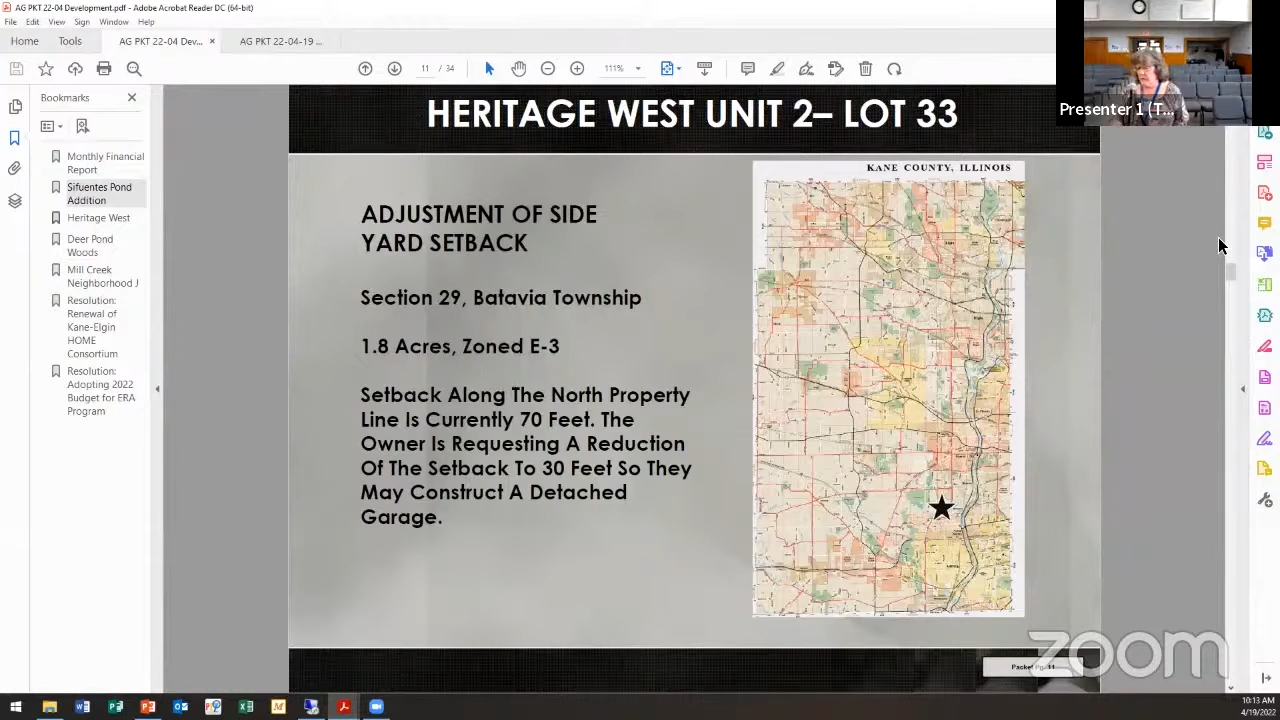 AG PKT 22-04 Development.pdf - Adobe Acrobat Reader DC (64-bit)
File Edit View Sign Window Help
Home Tools AG PKT 22-04 Dev... × AG PKT 22-04-19 ...
11 / 34 111%
Bookmarks
Monthly Financial
Report
Sifuentes Pond
Addition
Heritage West
Deer Pond
Woods
Mill Creek
Neighborhood J
Resolution:
Renewal of
Kane-Elgin
HOME
Consortium
Resolution:
Adopting 2022
Budget for ERA
Program
HERITAGE WEST UNIT 2– LOT 33
ADJUSTMENT OF SIDE
YARD SETBACK
Section 29, Batavia Township
1.8 Acres, Zoned E-3
Setback Along The North Property
Line Is Currently 70 Feet. The
Owner Is Requesting A Reduction
Of The Setback To 30 Feet So They
May Construct A Detached
Garage.
KANE COUNTY, ILLINOIS
Packet Pg. 11
Presenter 1 (T...
zoom
10:13 AM
4/19/2022